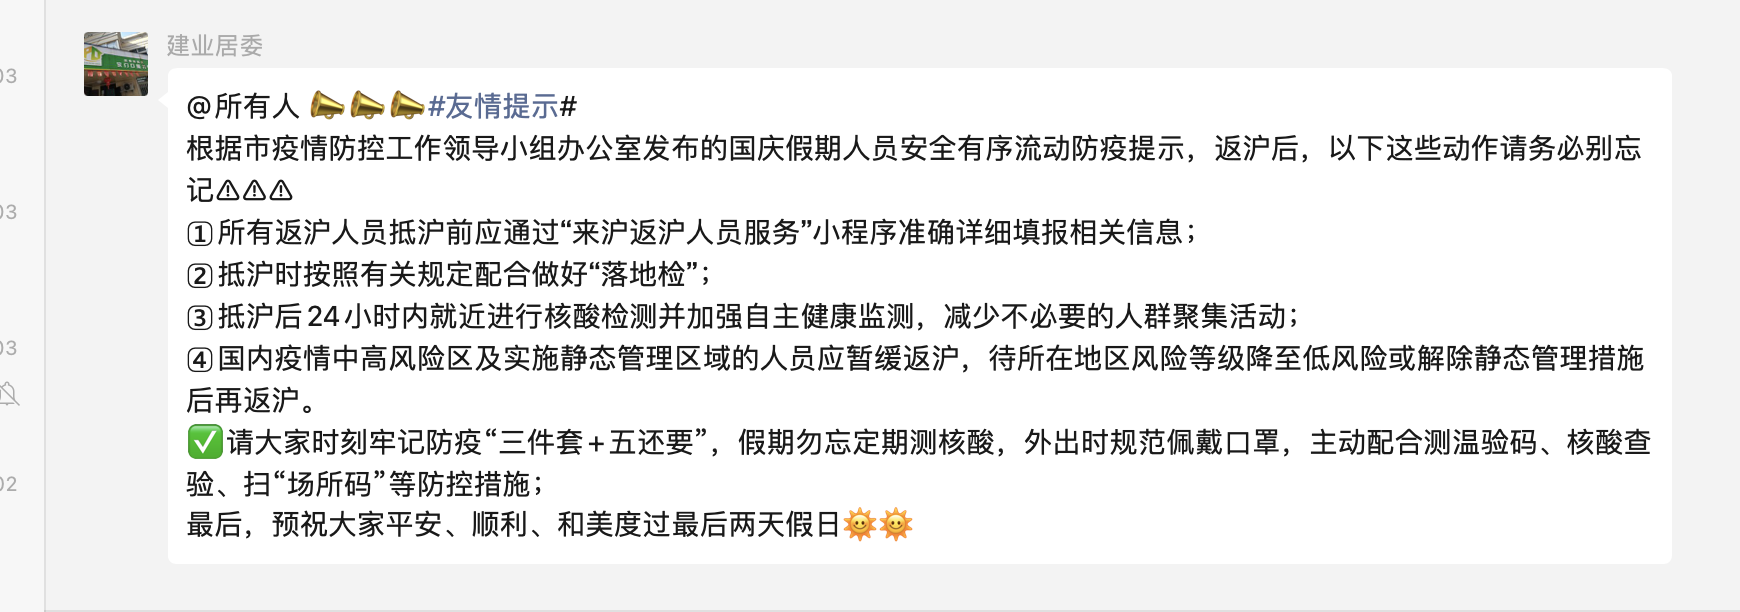 建业居委
03
@所有人 📢📢📢#友情提示#
根据市疫情防控工作领导小组办公室发布的国庆假期人员安全有序流动防疫提示，返沪后，以下这些动作请务必别忘
记⚠⚠⚠
03
①所有返沪人员抵沪前应通过“来沪返沪人员服务”小程序准确详细填报相关信息；
②抵沪时按照有关规定配合做好“落地检”；
③抵沪后24小时内就近进行核酸检测并加强自主健康监测，减少不必要的人群聚集活动；
03
④国内疫情中高风险区及实施静态管理区域的人员应暂缓返沪，待所在地区风险等级降至低风险或解除静态管理措施
后再返沪。
✅请大家时刻牢记防疫“三件套+五还要”，假期勿忘定期测核酸，外出时规范佩戴口罩，主动配合测温验码、核酸查
验、扫“场所码”等防控措施；
02
最后，预祝大家平安、顺利、和美度过最后两天假日🌞🌞